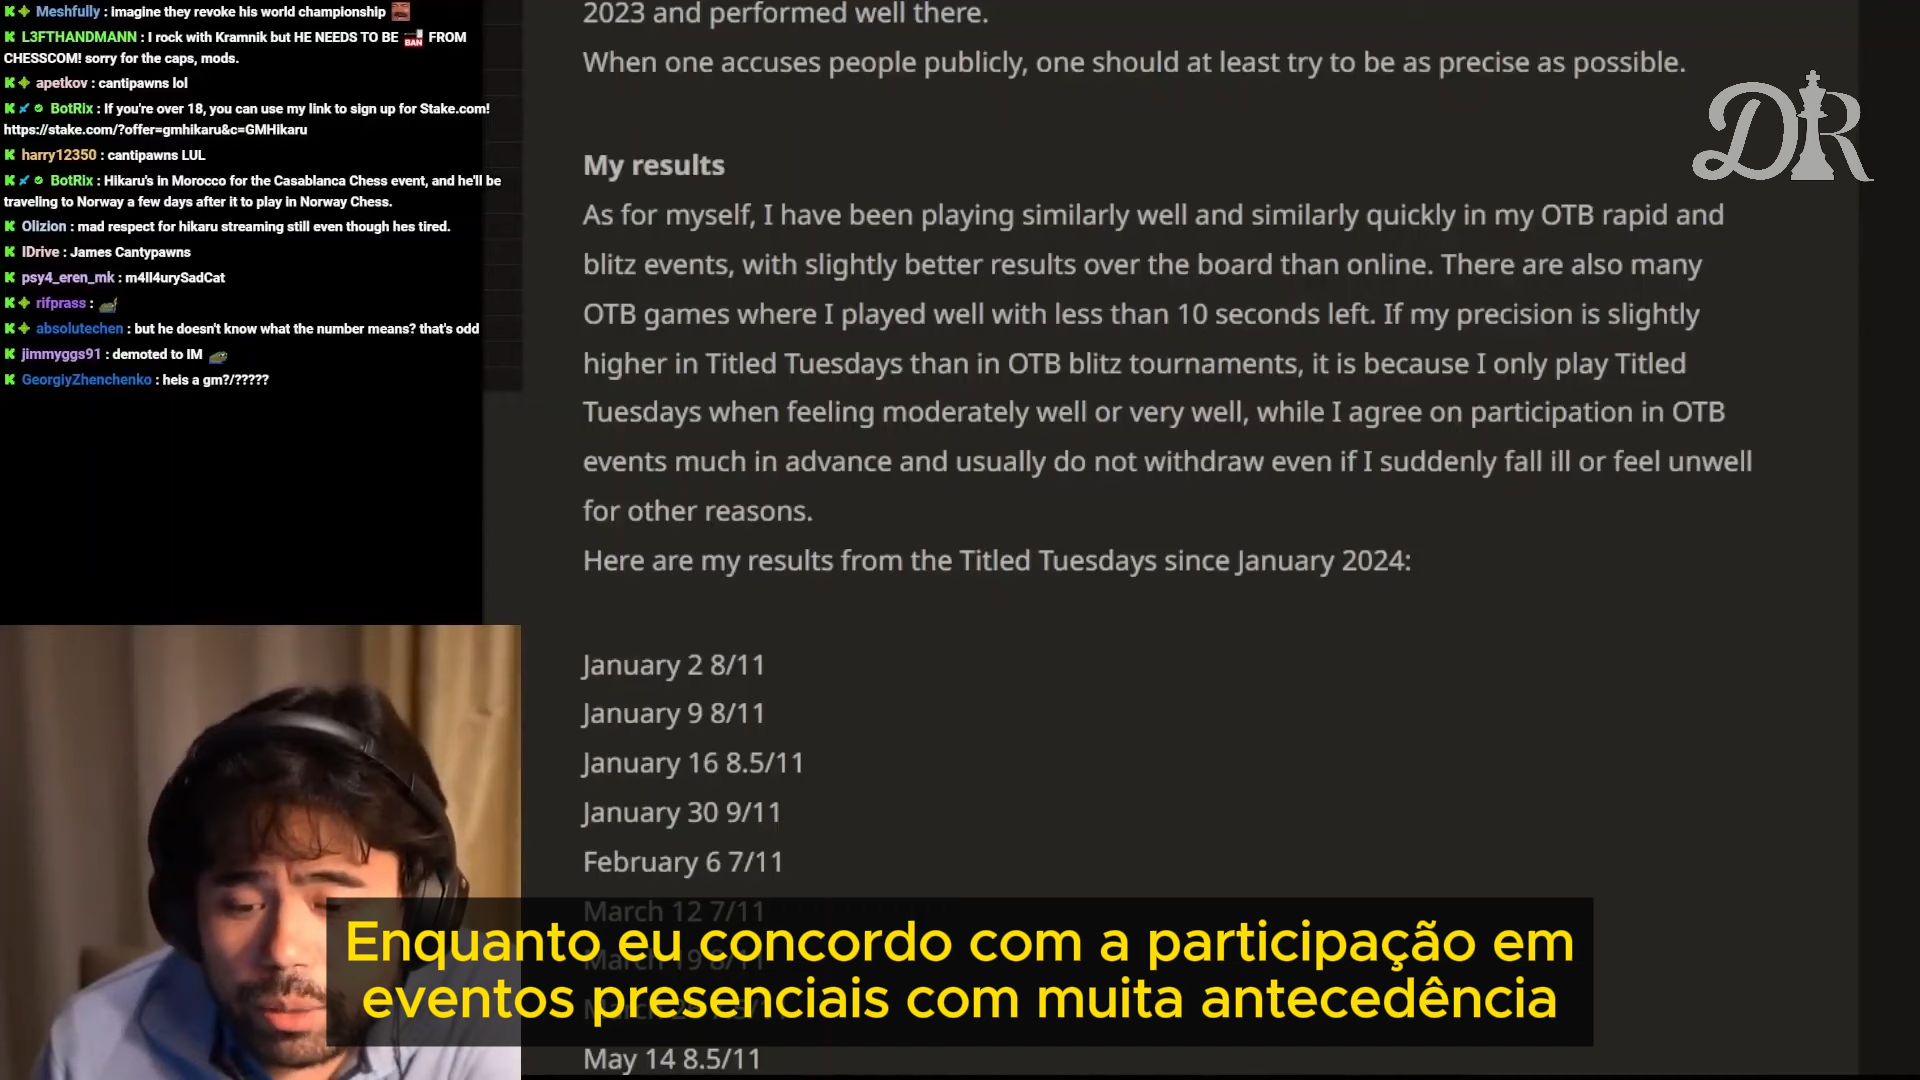 Meshfully : imagine they revoke his world championship
L3FTHANDMANN : I rock with Kramnik but HE NEEDS TO BE BAN FROM
CHESSCOM! sorry for the caps, mods.
apetkov : cantipawns lol
BotRix : If you're over 18, you can use my link to sign up for Stake.com!
https://stake.com/?offer=gmhikaru&c=GMHikaru
harry12350 : cantipawns LUL
BotRix : Hikaru's in Morocco for the Casablanca Chess event, and he'll be
traveling to Norway a few days after it to play in Norway Chess.
Olizion : mad respect for hikaru streaming still even though hes tired.
IDrive : James Cantypawns
psy4_eren_mk : m4ll4urySadCat
rifprass :
absolutechen : but he doesn't know what the number means? that's odd
jimmyggs91 : demoted to IM
GeorgiyZhenchenko : heis a gm?/?????
2023 and performed well there.
When one accuses people publicly, one should at least try to be as precise as possible.
DR
My results
As for myself, I have been playing similarly well and similarly quickly in my OTB rapid and
blitz events, with slightly better results over the board than online. There are also many
OTB games where I played well with less than 10 seconds left. If my precision is slightly
higher in Titled Tuesdays than in OTB blitz tournaments, it is because I only play Titled
Tuesdays when feeling moderately well or very well, while I agree on participation in OTB
events much in advance and usually do not withdraw even if I suddenly fall ill or feel unwell
for other reasons.
Here are my results from the Titled Tuesdays since January 2024:
January 2 8/11
January 9 8/11
January 16 8.5/11
January 30 9/11
February 6 7/11
March 12 7/11
March 19 8/11
March
May 14 8.5/11
Enquanto eu concordo com a participação em
eventos presenciais com muita antecedência